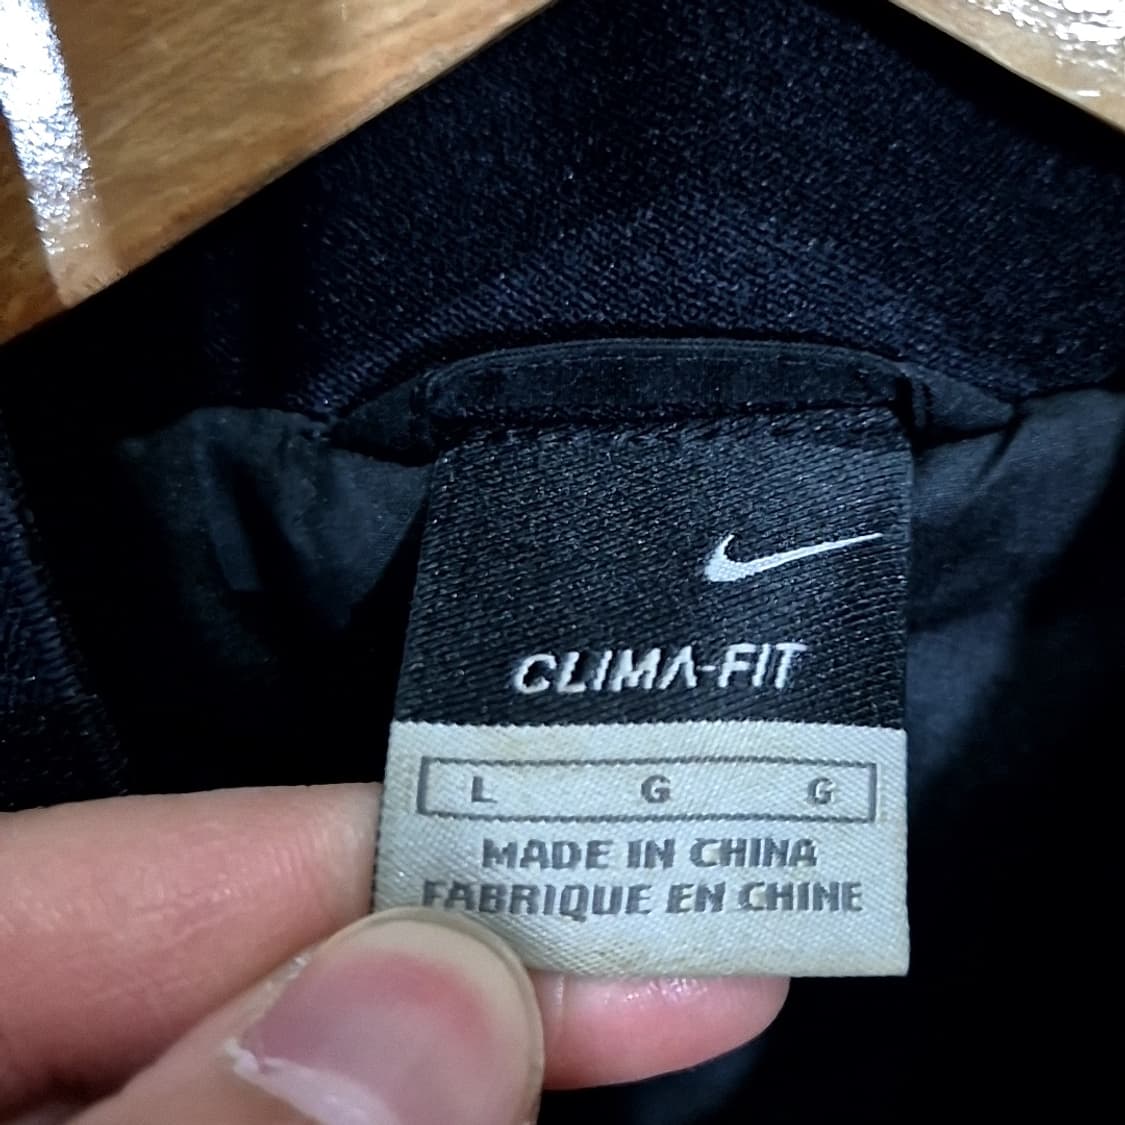 CLIMA-FIT
L G G
MADE IN CHINA
FABRIQUE EN CHINE